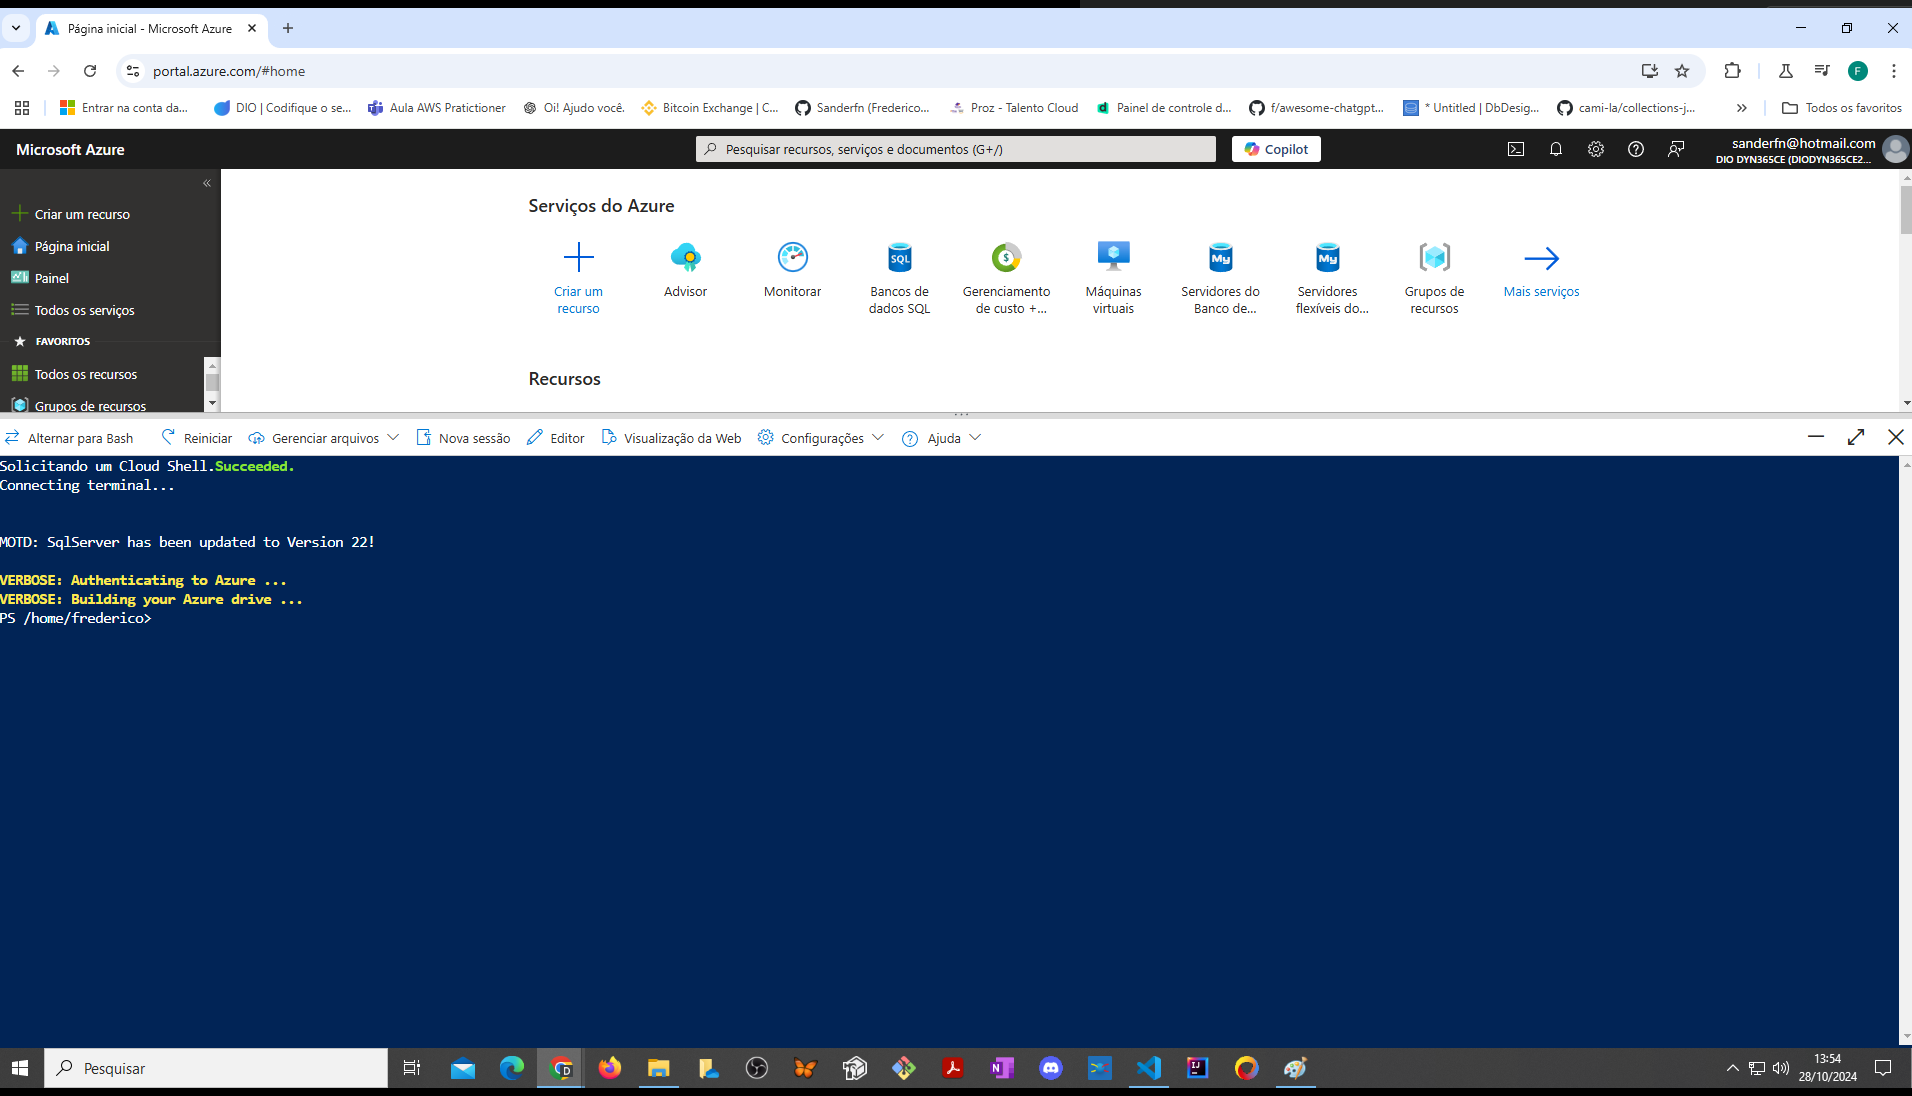 Página inicial - Microsoft Azure
portal.azure.com/#home
F
Entrar na conta da...
DIO | Codifique o se...
Aula AWS Pratictioner
Oi! Ajudo você.
Bitcoin Exchange | C...
Sanderfn (Frederico...
Proz - Talento Cloud
Painel de controle d...
f/awesome-chatgpt...
* Untitled | DbDesig...
cami-la/collections-j...
Todos os favoritos
Microsoft Azure
Pesquisar recursos, serviços e documentos (G+/)
Copilot
sanderfn@hotmail.com
DIO DYN365CE (DIODYN365CE2...
Criar um recurso
Página inicial
Painel
Todos os serviços
FAVORITOS
Todos os recursos
Grupos de recursos
Serviços do Azure
Criar um
recurso
Advisor
Monitorar
SQL
Bancos de
dados SQL
Gerenciamento
de custo +...
Máquinas
virtuais
My
Servidores do
Banco de...
My
Servidores
flexíveis do...
Grupos de
recursos
Mais serviços
Recursos
Alternar para Bash
Reiniciar
Gerenciar arquivos
Nova sessão
Editor
Visualização da Web
Configurações
Ajuda
Solicitando um Cloud Shell.Succeeded.
Connecting terminal...
MOTD: SqlServer has been updated to Version 22!
VERBOSE: Authenticating to Azure ...
VERBOSE: Building your Azure drive ...
PS /home/frederico>
Pesquisar
D
N
IJ
13:54
28/10/2024